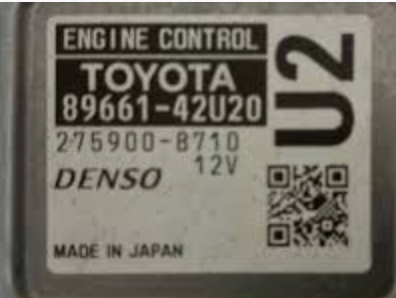 ENGINE CONTROL
TOYOTA
89661-42U20
U2
275900-8710
12V
DENSO
MADE IN JAPAN